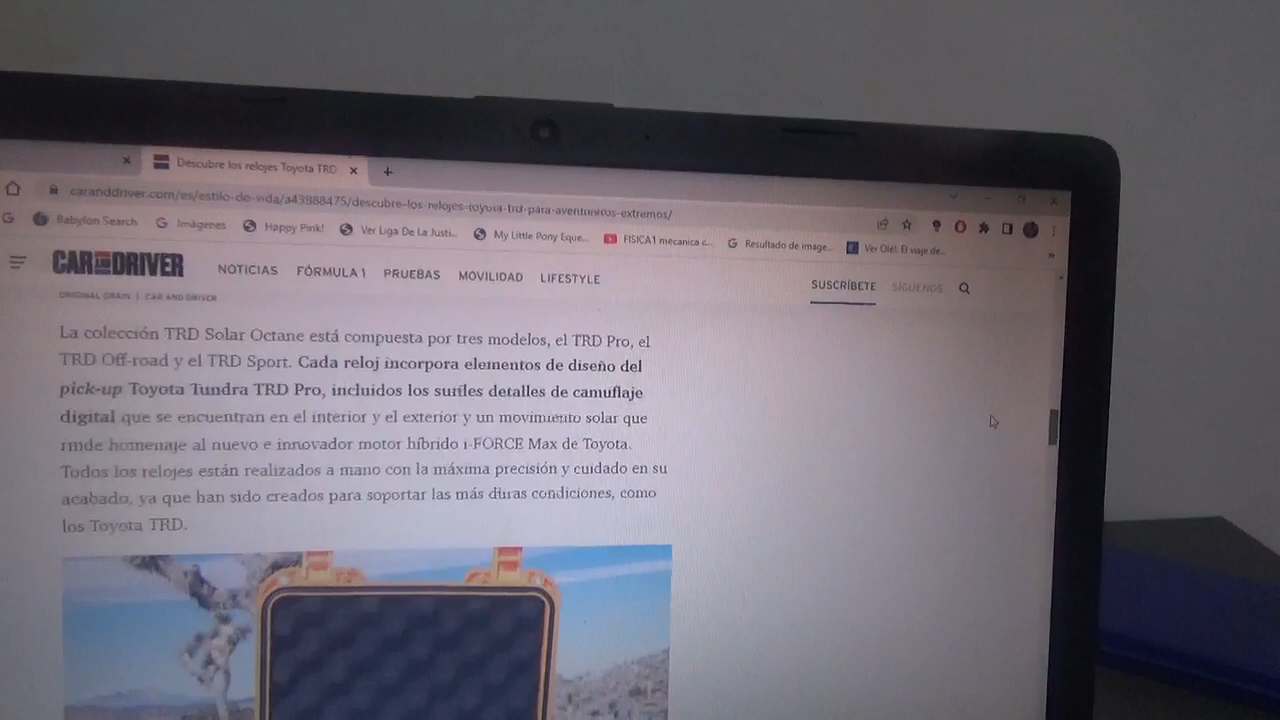 Descubre los relojes Toyota TRD
caranddriver.com/es/estilo-de-vida/a43988475/descubre-los-relojes-toyota-trd-para-aventureros-extremos/
Babylon Search
Imágenes
Happy Pink!
Ver Liga De La Justi...
My Little Pony Eque...
FISICA1 mecanica c...
Resultado de image...
Ver Olé! El viaje de...
CAR AND DRIVER
NOTICIAS FÓRMULA 1 PRUEBAS MOVILIDAD LIFESTYLE
SUSCRÍBETE SÍGUENOS
ORIGINAL GRAIN | CAR AND DRIVER
La colección TRD Solar Octane está compuesta por tres modelos, el TRD Pro, el
TRD Off-road y el TRD Sport. Cada reloj incorpora elementos de diseño del
pick-up Toyota Tundra TRD Pro, incluidos los sutiles detalles de camuflaje
digital que se encuentran en el interior y el exterior y un movimiento solar que
rinde homenaje al nuevo e innovador motor híbrido i-FORCE Max de Toyota.
Todos los relojes están realizados a mano con la máxima precisión y cuidado en su
acabado, ya que han sido creados para soportar las más duras condiciones, como
los Toyota TRD.